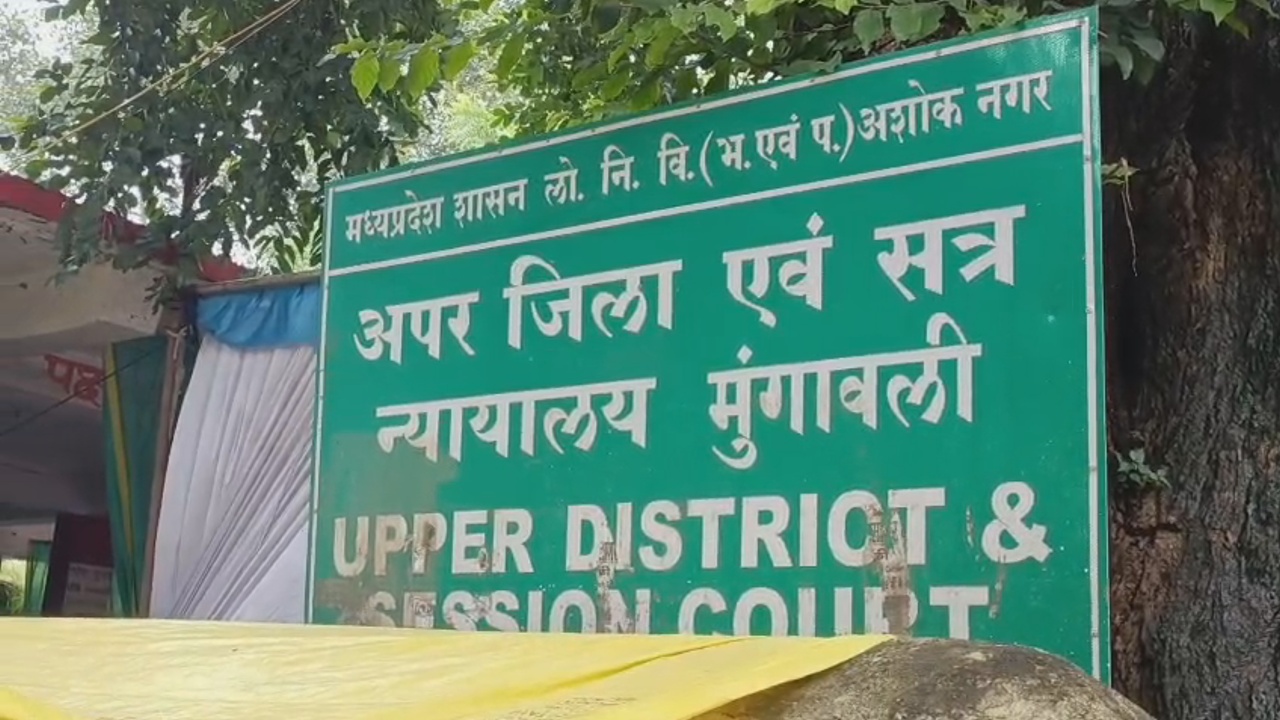 मध्यप्रदेश शासन लो. नि. वि.(भ.एवं प.)अशोक नगर
अपर जिला एवं सत्र
न्यायालय मुंगावली
UPPER DISTRICT &
SESSION COURT